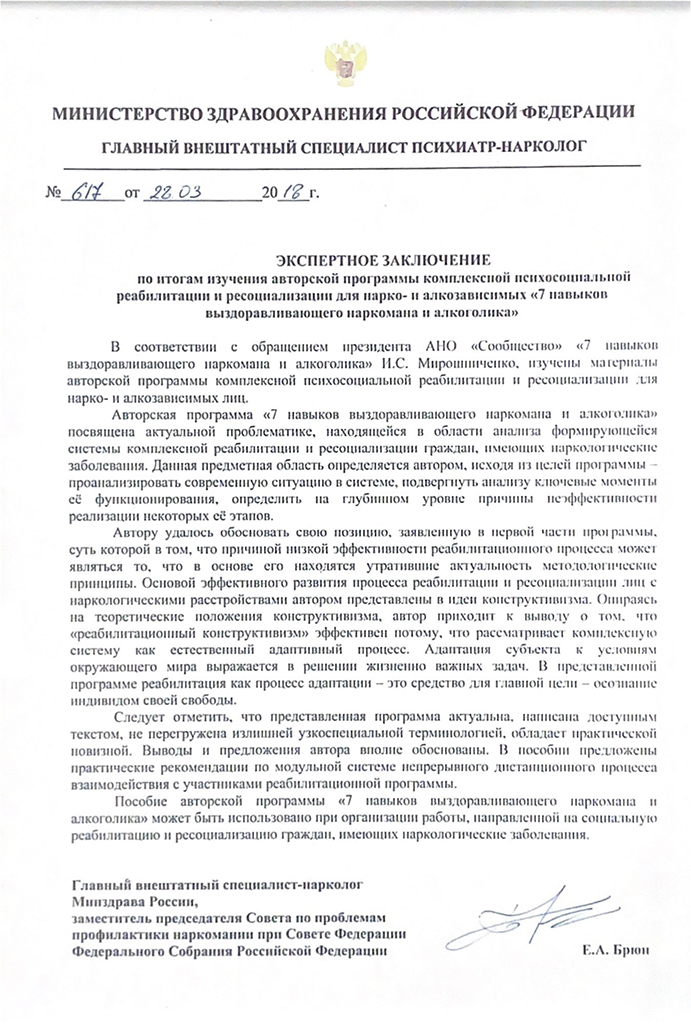 МИНИСТЕРСТВО ЗДРАВООХРАНЕНИЯ РОССИЙСКОЙ ФЕДЕРАЦИИ
ГЛАВНЫЙ ВНЕШТАТНЫЙ СПЕЦИАЛИСТ ПСИХИАТР-НАРКОЛОГ
№ 617 от 22 03 2018 г.
ЭКСПЕРТНОЕ ЗАКЛЮЧЕНИЕ
по итогам изучения авторской программы комплексной психосоциальной
реабилитации и ресоциализации для нарко- и алкозависимых «7 навыков
выздоравливающего наркомана и алкоголика»
В соответствии с обращением президента АНО «Сообщество» «7 навыков
выздоравливающего наркомана и алкоголика» И.С. Мирошниченко, изучены материалы
авторской программы комплексной психосоциальной реабилитации и ресоциализации для
нарко- и алкозависимых лиц.
Авторская программа «7 навыков выздоравливающего наркомана и алкоголика»
посвящена актуальной проблематике, находящейся в области анализа формирующейся
системы комплексной реабилитации и ресоциализации граждан, имеющих наркологические
заболевания. Данная предметная область определяется автором, исходя из целей программы –
проанализировать современную ситуацию в системе, подвергнуть анализу ключевые моменты
её функционирования, определить на глубинном уровне причины неэффективности
реализации некоторых её этапов.
Автору удалось обосновать свою позицию, заявленную в первой части программы,
суть которой в том, что причиной низкой эффективности реабилитационного процесса может
являться то, что в основе его находятся утратившие актуальность методологические
принципы. Основой эффективного развития процесса реабилитации и ресоциализации лиц с
наркологическими расстройствами автором представлены в идеи конструктивизма. Опираясь
на теоретические положения конструктивизма, автор приходит к выводу о том, что
«реабилитационный конструктивизм» эффективен потому, что рассматривает комплексную
систему как естественный адаптивный процесс. Адаптация субъекта к условиям
окружающего мира выражается в решении жизненно важных задач. В представленной
программе реабилитация как процесс адаптации – это средство для главной цели – осознание
индивидом своей свободы.
Следует отметить, что представленная программа актуальна, написана доступным
текстом, не перегружена излишней узкоспециальной терминологией, обладает практической
новизной. Выводы и предложения автора вполне обоснованы. В пособии предложены
практические рекомендации по модульной системе непрерывного дистанционного процесса
взаимодействия с участниками реабилитационной программы.
Пособие авторской программы «7 навыков выздоравливающего наркомана и
алкоголика» может быть использовано при организации работы, направленной на социальную
реабилитацию и ресоциализацию граждан, имеющих наркологические заболевания.
Главный внештатный специалист-нарколог
Минздрава России,
заместитель председателя Совета по проблемам
профилактики наркомании при Совете Федерации
Федерального Собрания Российской Федерации
Е.А. Брюн